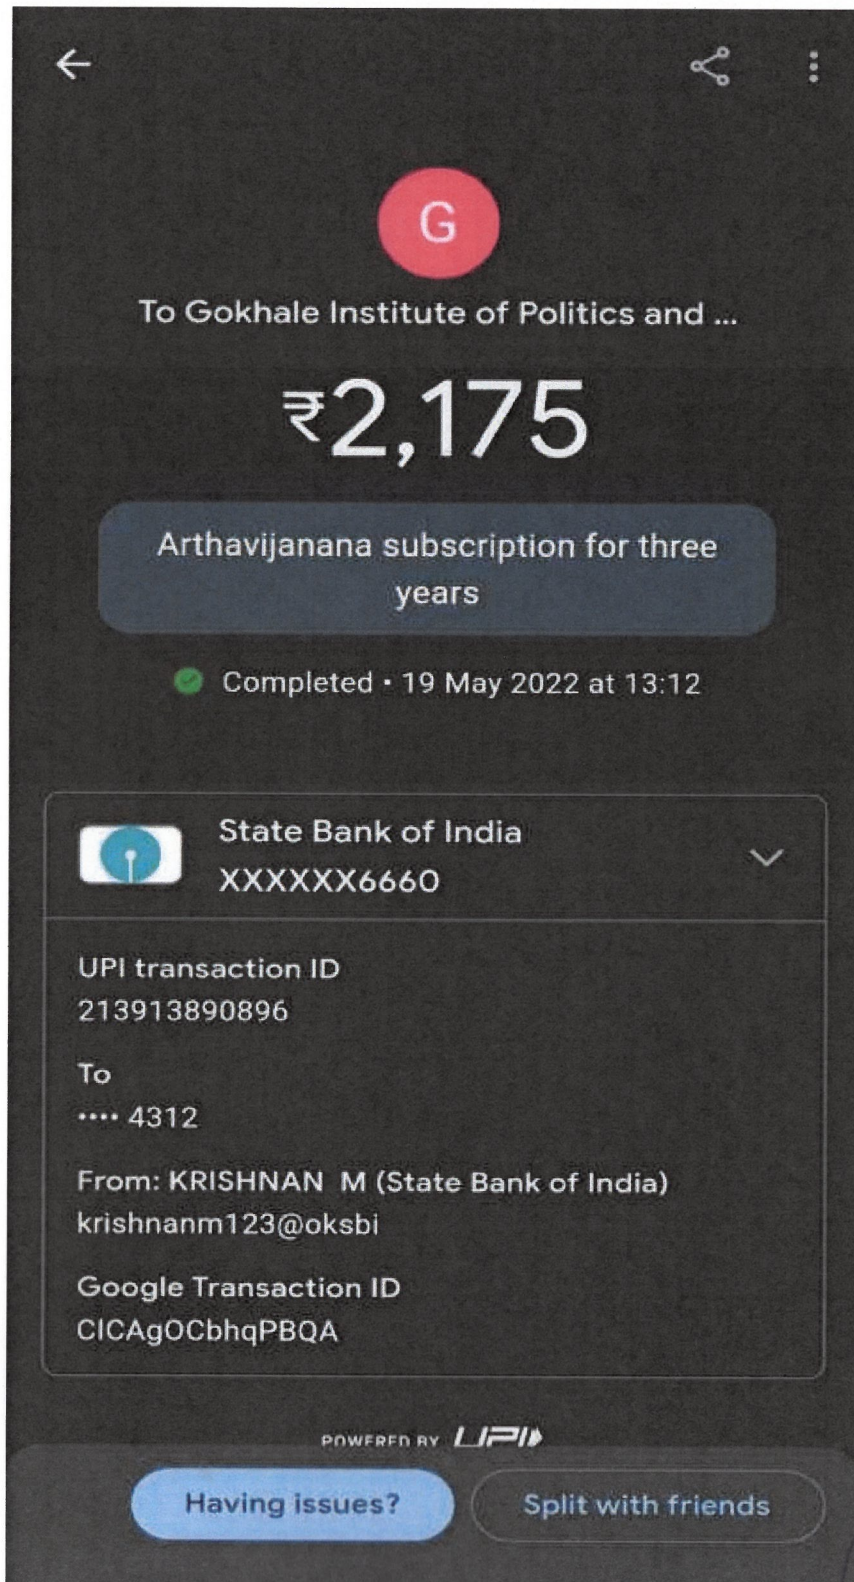 G
To Gokhale Institute of Politics and ...
₹2,175
Arthavijanana subscription for three
years
Completed • 19 May 2022 at 13:12
State Bank of India
XXXXXX6660
UPI transaction ID
213913890896
To
•••• 4312
From: KRISHNAN M (State Bank of India)
krishnanm123@oksbi
Google Transaction ID
CICAgOCbhqPBQA
POWERED BY UPI
Having issues?
Split with friends